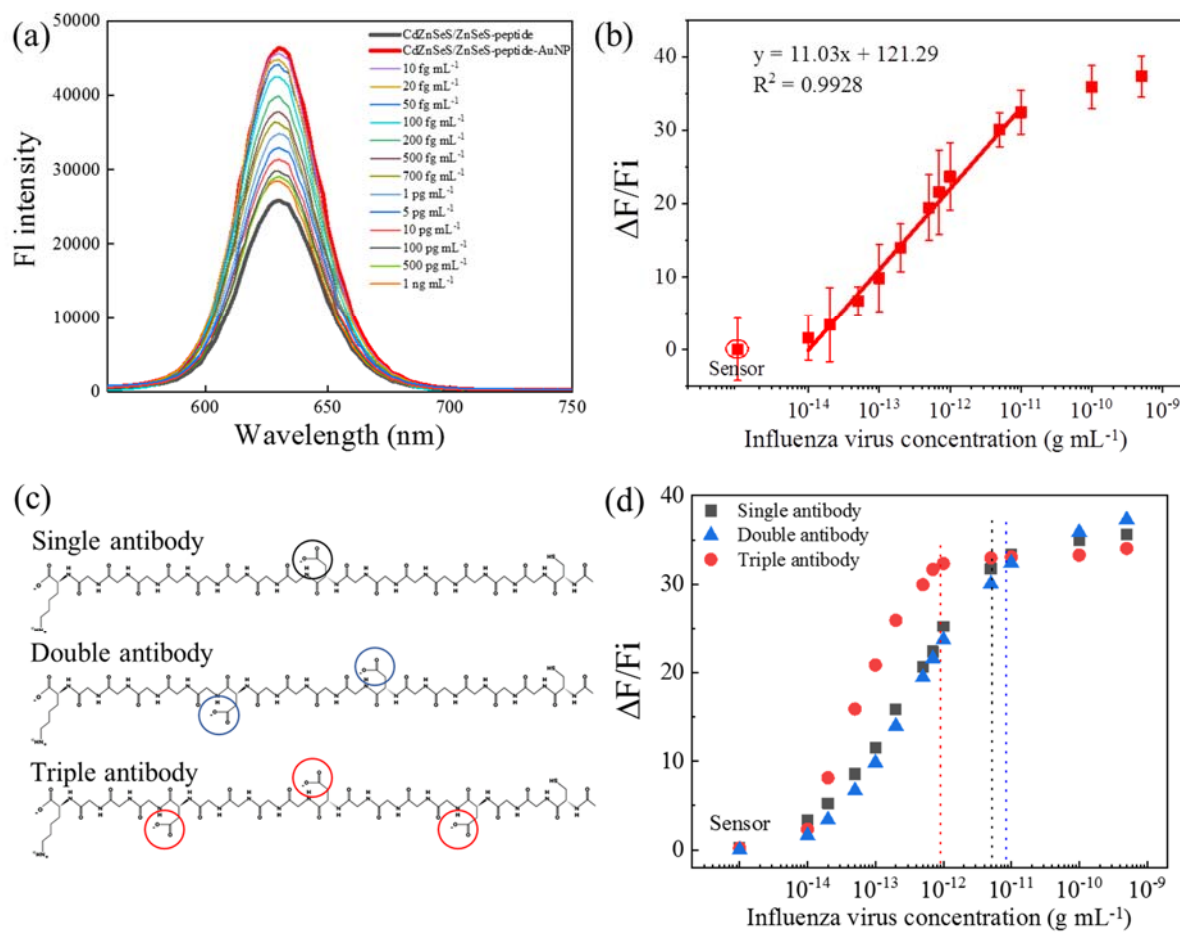 (a)
50000
40000
30000
20000
10000
0
Fl intensity
600
650
700
750
Wavelength (nm)
CdZnSeS/ZnSeS-peptide
CdZnSeS/ZnSeS-peptide-AuNP
10 fg mL⁻¹
20 fg mL⁻¹
50 fg mL⁻¹
100 fg mL⁻¹
200 fg mL⁻¹
500 fg mL⁻¹
700 fg mL⁻¹
1 pg mL⁻¹
5 pg mL⁻¹
10 pg mL⁻¹
100 pg mL⁻¹
500 pg mL⁻¹
1 ng mL⁻¹
(b)
y = 11.03x + 121.29
R² = 0.9928
40
30
20
10
0
ΔF/Fi
Sensor
10⁻¹⁴ 10⁻¹³ 10⁻¹² 10⁻¹¹ 10⁻¹⁰ 10⁻⁹
Influenza virus concentration (g mL⁻¹)
(c)
Single antibody
Double antibody
Triple antibody
(d)
40
30
20
10
0
ΔF/Fi
Single antibody
Double antibody
Triple antibody
Sensor
10⁻¹⁴ 10⁻¹³ 10⁻¹² 10⁻¹¹ 10⁻¹⁰ 10⁻⁹
Influenza virus concentration (g mL⁻¹)